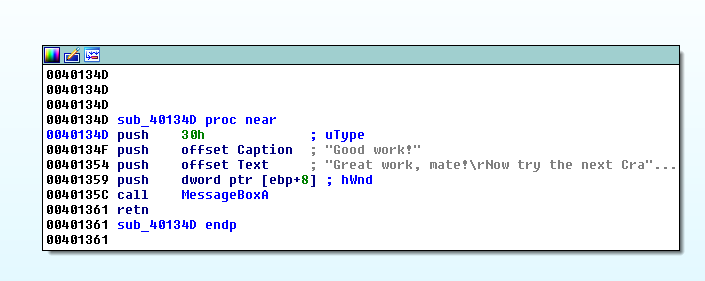 0040134D
0040134D
0040134D
0040134D sub_40134D proc near
0040134D push    30h             ; uType
0040134F push    offset Caption  ; "Good work!"
00401354 push    offset Text     ; "Great work, mate!\rNow try the next Cra"...
00401359 push    dword ptr [ebp+8] ; hWnd
0040135C call    MessageBoxA
00401361 retn
00401361 sub_40134D endp
00401361